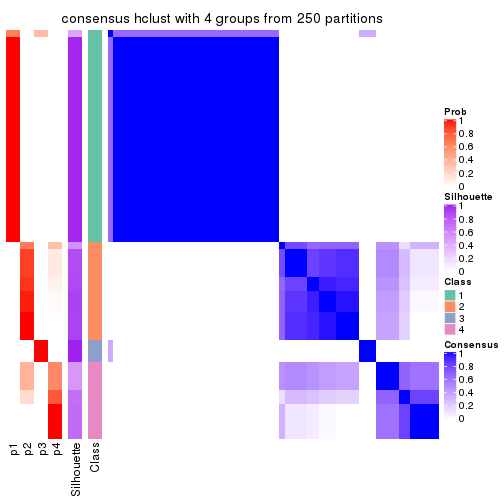 consensus hclust with 4 groups from 250 partitions
Prob
1
0.8
0.6
0.4
0.2
0
Silhouette
1
0.8
0.6
0.4
0.2
0
Class
1
2
3
4
Consensus
1
0.8
0.6
0.4
0.2
0
p1
p2
p3
p4
Silhouette
Class